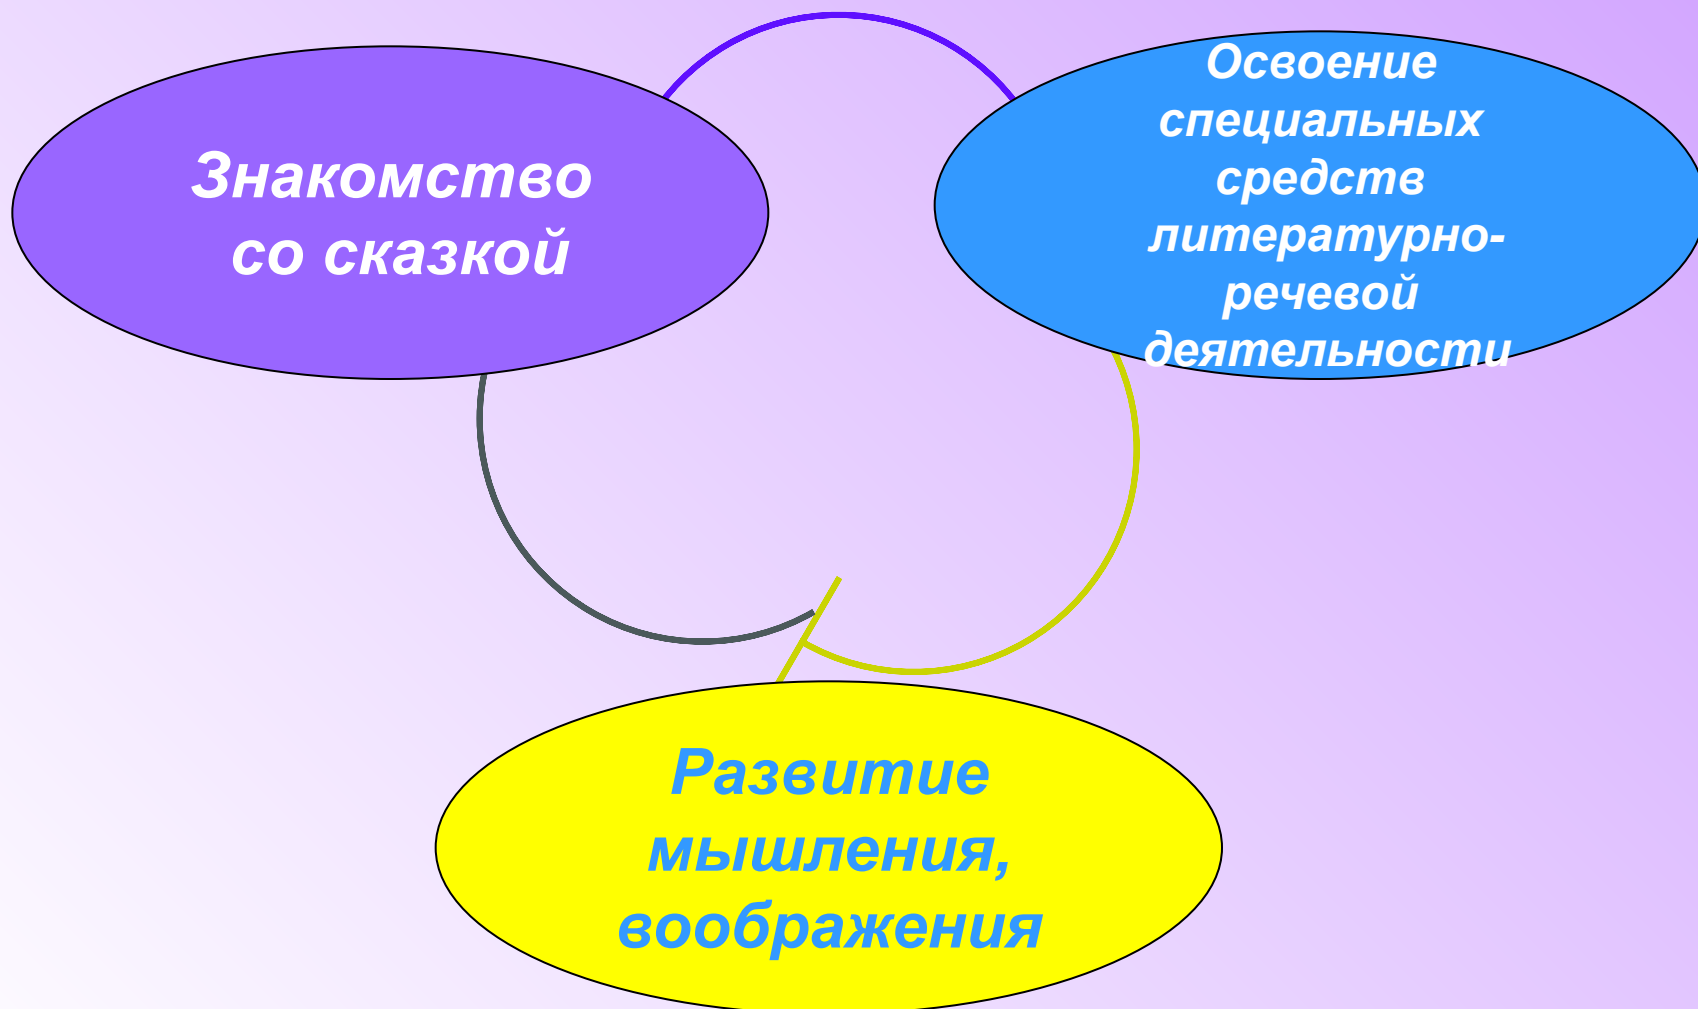 Знакомство
со сказкой
Освоение
специальных
средств
литературно-
речевой
деятельности
Развитие
мышления,
воображения